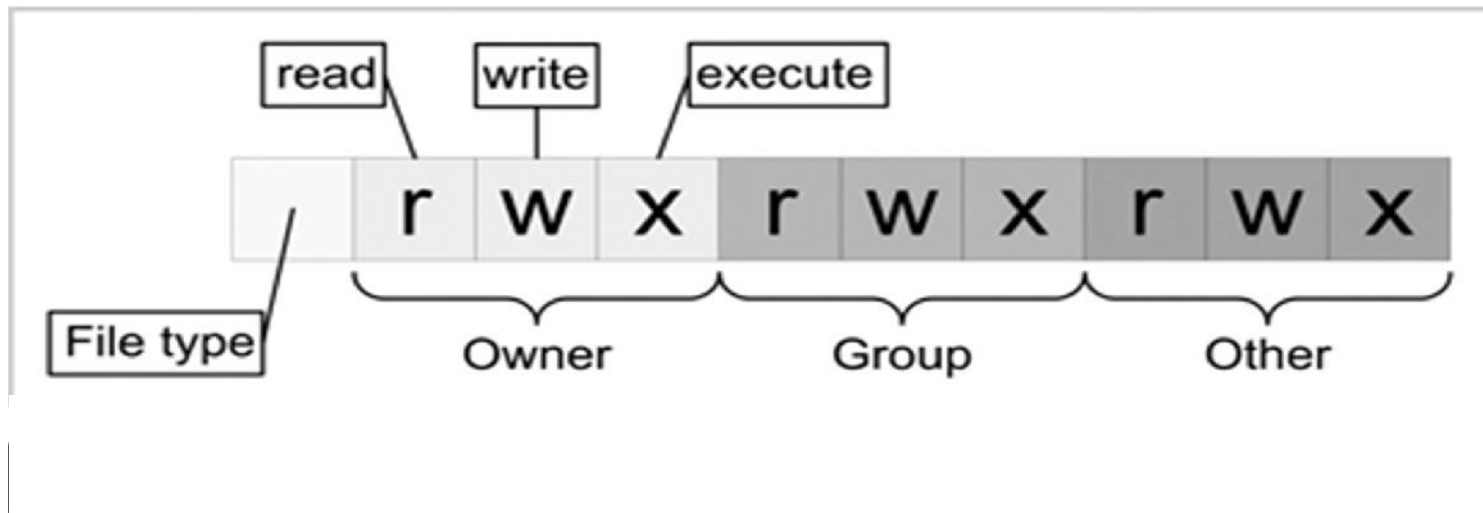 read write execute
r w x r w x r w x
File type
Owner Group Other